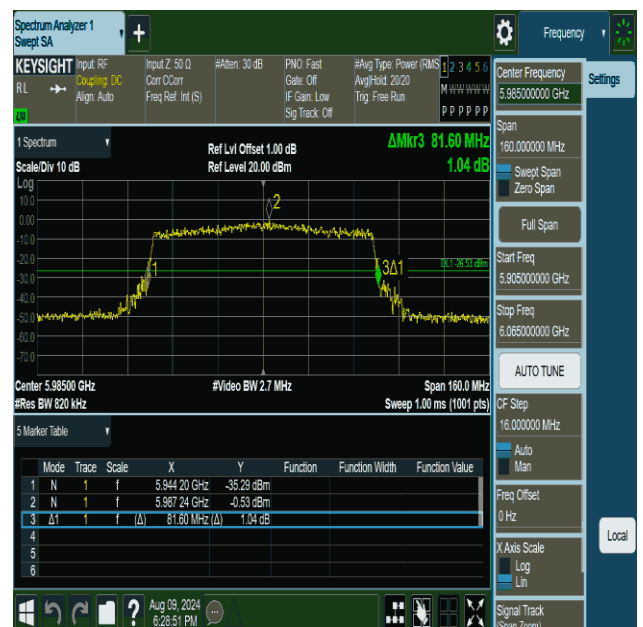 Spectrum Analyzer 1
Swept SA
Frequency
KEYSIGHT Input: RF Input Z: 50 Ω #Atten: 30 dB PNO: Fast #Avg Type: Power (RMS 1 2 3 4 5 6
RL Coupling: DC Corr CCorr Gate: Off Avg|Hold: 20/20 M W W W W W
Align: Auto Freq Ref: Int (S) IF Gain: Low Trig: Free Run
Sig Track: Off P P P P P P
1 Spectrum
Ref Lvl Offset 1.00 dB
ΔMkr3 81.60 MHz
Scale/Div 10 dB
Ref Level 20.00 dBm
1.04 dB
Log
10.0
0.00
-10.0
-20.0
-30.0
-40.0
-50.0
-60.0
-70.0
2
1
3Δ1
DL1 -26.53 dBm
Center 5.98500 GHz #Video BW 2.7 MHz Span 160.0 MHz
#Res BW 820 kHz Sweep 1.00 ms (1001 pts)
5 Marker Table
Mode Trace Scale X Y Function Function Width Function Value
1 N 1 f 5.944 20 GHz -35.29 dBm
2 N 1 f 5.987 24 GHz -0.53 dBm
3 Δ1 1 f (Δ) 81.60 MHz (Δ) 1.04 dB
4
5
6
Aug 09, 2024
6:28:51 PM
Center Frequency
5.985000000 GHz
Settings
Span
160.000000 MHz
Swept Span
Zero Span
Full Span
Start Freq
5.905000000 GHz
Stop Freq
6.065000000 GHz
AUTO TUNE
CF Step
16.000000 MHz
Auto
Man
Freq Offset
0 Hz
X Axis Scale
Log
Lin
Local
Signal Track
(Span Zoom)